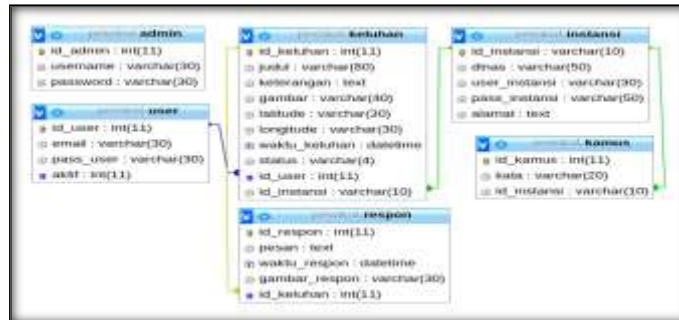 admin
id_admin : int(11)
username : varchar(30)
password : varchar(30)
user
id_user : int(11)
email : varchar(30)
pass_user : varchar(30)
aktif : int(11)
keluhan
id_keluhan : int(11)
judul : varchar(80)
keterangan : text
gambar : varchar(40)
latitude : varchar(30)
longitude : varchar(30)
waktu_keluhan : datetime
status : varchar(4)
id_user : int(11)
id_instansi : varchar(10)
respon
id_respon : int(11)
pesan : text
waktu_respon : datetime
gambar_respon : varchar(30)
id_keluhan : int(11)
instansi
id_instansi : varchar(10)
dinas : varchar(50)
user_instansi : varchar(30)
pass_instansi : varchar(50)
alamat : text
kamus
id_kamus : int(11)
kata : varchar(20)
id_instansi : varchar(10)